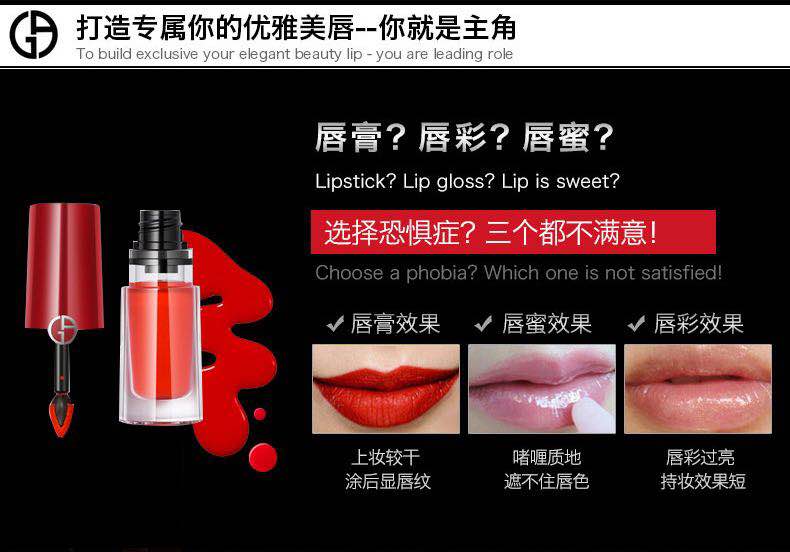 打造专属你的优雅美唇--你就是主角
To build exclusive your elegant beauty lip - you are leading role
唇膏？唇彩？唇蜜？
Lipstick? Lip gloss? Lip is sweet?
选择恐惧症？三个都不满意！
Choose a phobia? Which one is not satisfied!
唇膏效果
唇蜜效果
唇彩效果
上妆较干
涂后显唇纹
啫喱质地
遮不住唇色
唇彩过亮
持妆效果短